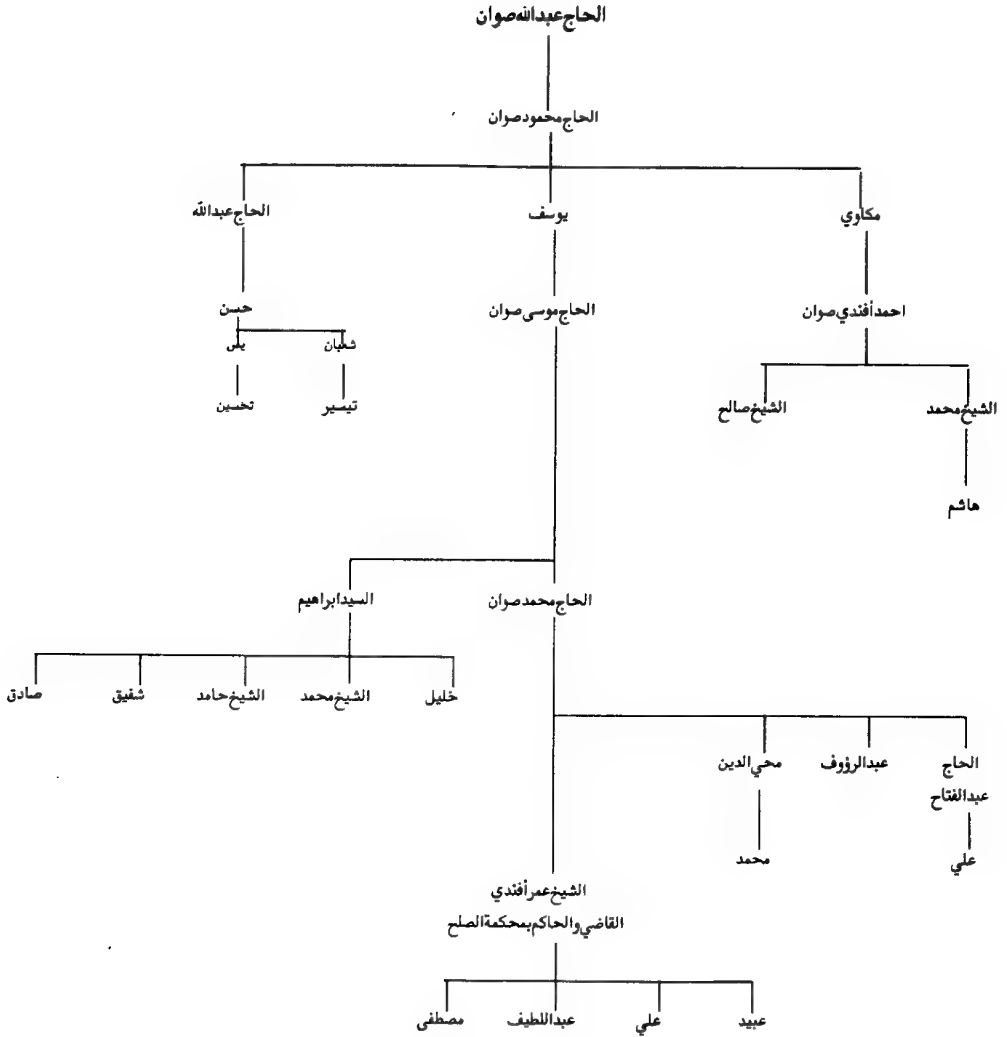 الحاج عبدالله صوان
الحاج محمود صوان
مكاوي
يوسف
الحاج عبدالله
احمد أفندي صوان
الحاج موسى صوان
حسن
شعبان
يس
الشيخ محمد
الشيخ صالح
تيسير
تحسين
هاشم
الحاج محمد صوان
السيد ابراهيم
خليل
الشيخ محمد
الشيخ حامد
شفيق
صادق
الحاج
عبدالفتاح
عبدالرؤوف
محي الدين
علي
محمد
الشيخ عمر أفندي
القاضي والحاكم بمحكمة الصلح
عبيد
علي
عبداللطيف
مصطفى